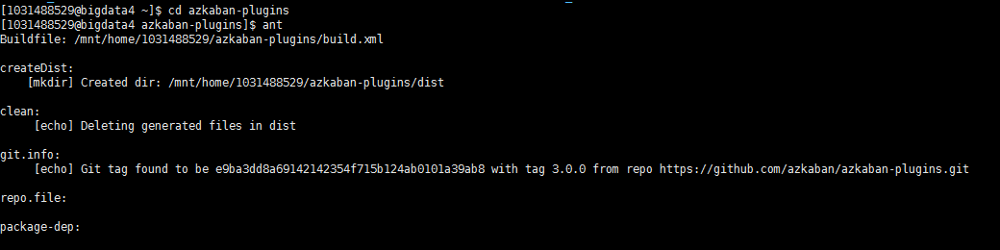 [1031488529@bigdata4 ~]$ cd azkaban-plugins
[1031488529@bigdata4 azkaban-plugins]$ ant
Buildfile: /mnt/home/1031488529/azkaban-plugins/build.xml
createDist:
[mkdir] Created dir: /mnt/home/1031488529/azkaban-plugins/dist
clean:
[echo] Deleting generated files in dist
git.info:
[echo] Git tag found to be e9ba3dd8a69142142354f715b124ab0101a39ab8 with tag 3.0.0 from repo https://github.com/azkaban/azkaban-plugins.git
repo.file:
package-dep: